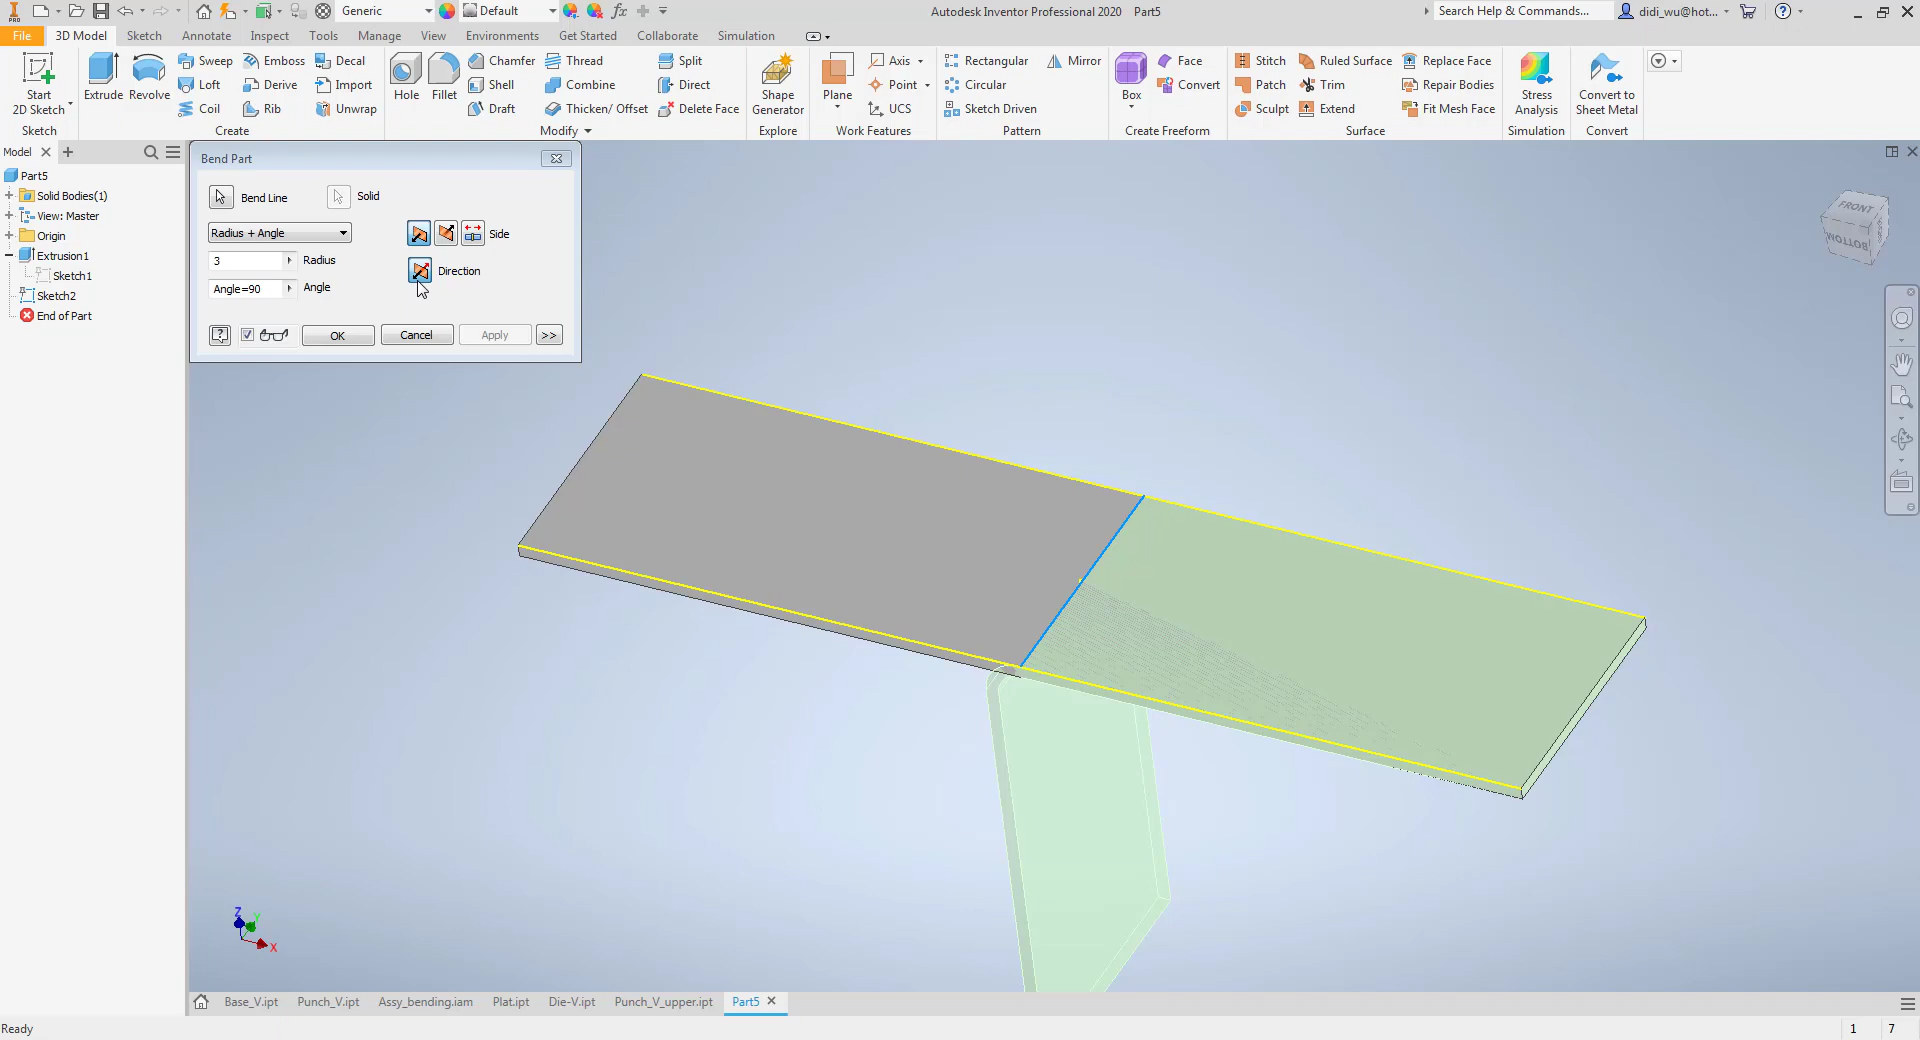 PRO
Generic
Default
fx
Autodesk Inventor Professional 2020 Part5
Search Help & Commands...
didi_wu@hot...
File 3D Model Sketch Annotate Inspect Tools Manage View Environments Get Started Collaborate Simulation
Start
2D Sketch
Extrude
Revolve
Sweep
Emboss
Decal
Loft
Derive
Import
Coil
Rib
Unwrap
Hole
Fillet
Chamfer
Thread
Split
Shell
Combine
Direct
Draft
Thicken/ Offset
Delete Face
Shape
Generator
Plane
Axis
Point
UCS
Rectangular
Mirror
Circular
Sketch Driven
Box
Face
Convert
Stitch
Ruled Surface
Replace Face
Patch
Trim
Repair Bodies
Sculpt
Extend
Fit Mesh Face
Stress
Analysis
Convert to
Sheet Metal
Sketch Create Modify Explore Work Features Pattern Create Freeform Surface Simulation Convert
Model
Part5
Solid Bodies(1)
View: Master
Origin
Extrusion1
Sketch1
Sketch2
End of Part
Bend Part
Bend Line
Solid
Radius + Angle
Side
3
Radius
Direction
Angle=90
Angle
OK
Cancel
Apply
>>
FRONT
BOTTOM
Z
Y
X
Base_V.ipt Punch_V.ipt Assy_bending.iam Plat.ipt Die-V.ipt Punch_V_upper.ipt Part5
Ready
1 7